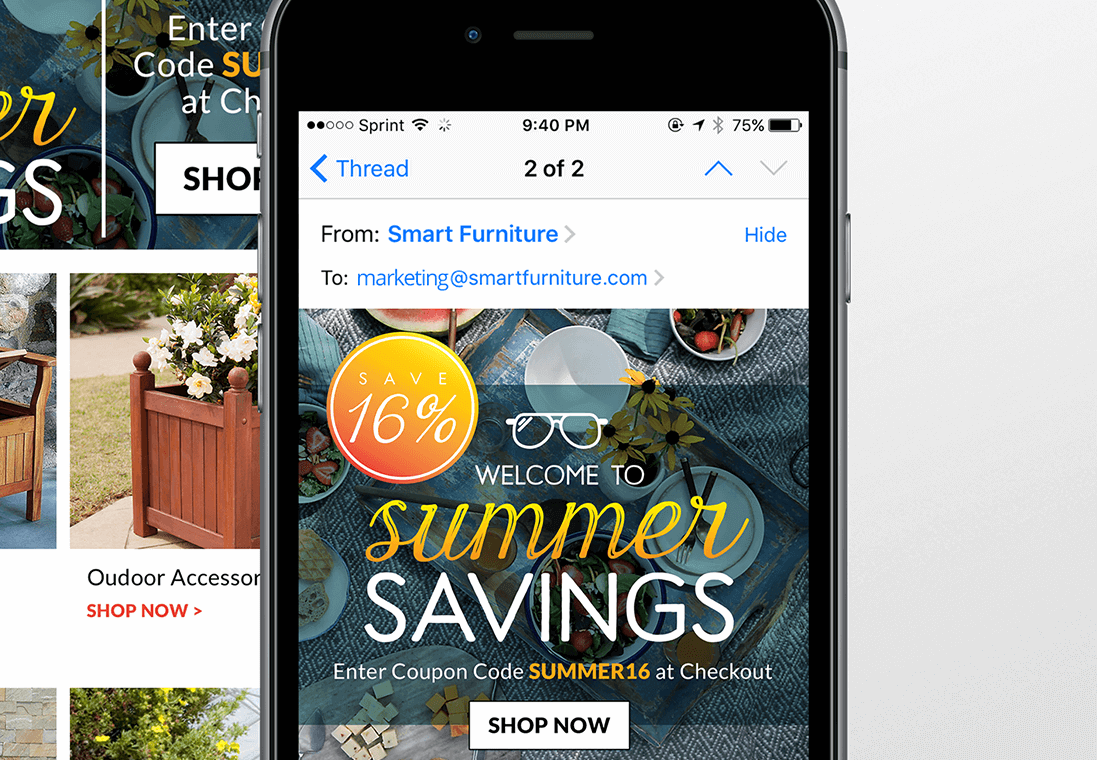 Enter
Code SU
at Ch
er
GS
SHOP
Oudoor Accessor
SHOP NOW >
Sprint 9:40 PM 75%
Thread 2 of 2
From: Smart Furniture Hide
To: marketing@smartfurniture.com
SAVE
16%
WELCOME TO
summer
SAVINGS
Enter Coupon Code SUMMER16 at Checkout
SHOP NOW